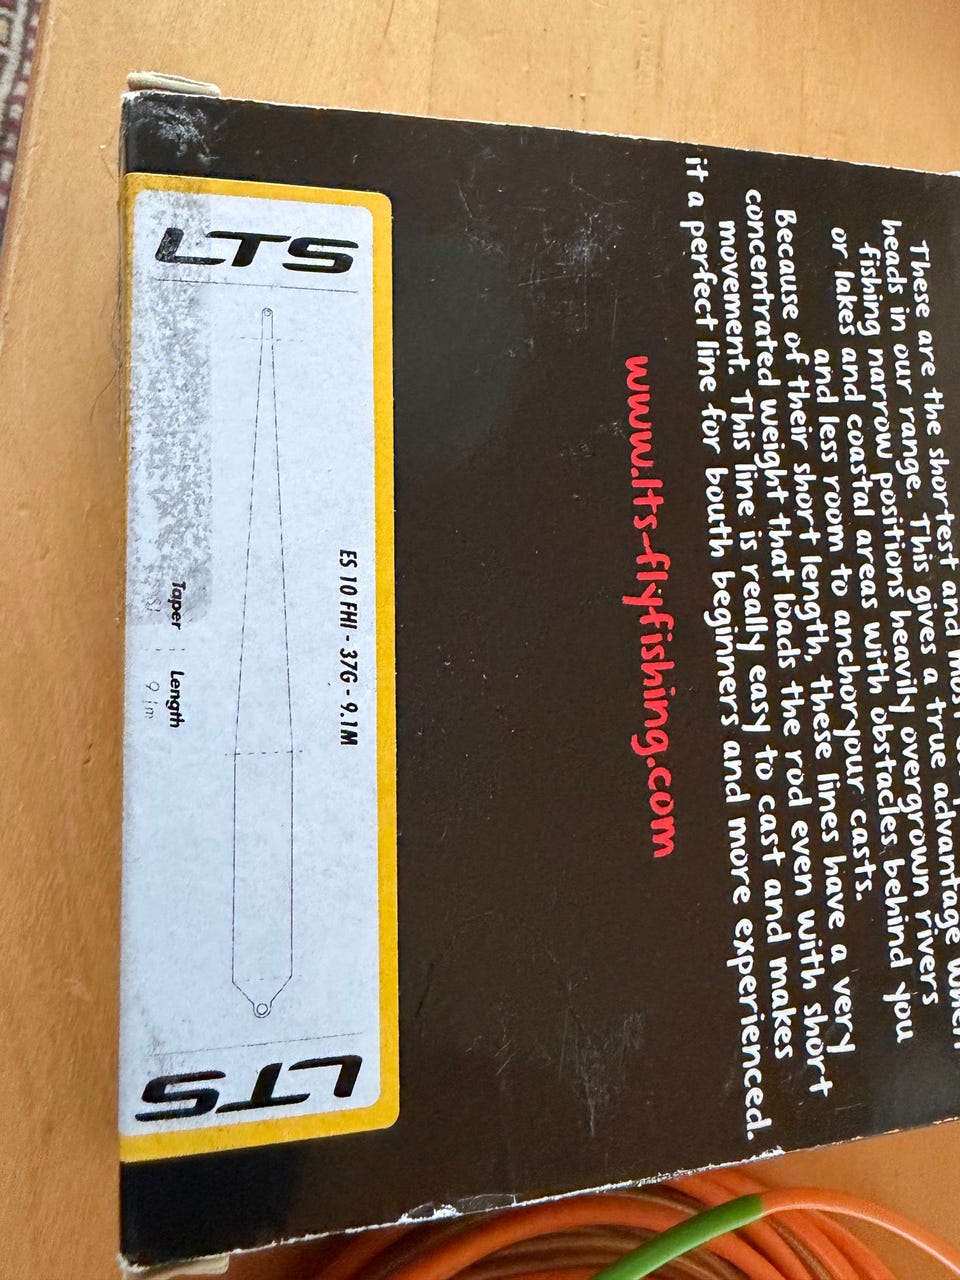 These are the shortest and most
heads in our range. This gives a true advantage when
fishing narrow positions heavily overgrown rivers
or lakes and coastal areas with obstacles behind you
and less room to anchoryour casts.
Because of their short length, these lines have a very
concentrated weight that loads the rod even with short
movement. This line is really easy to cast and makes
it a perfect line for bouth beginners and more experienced.
www.lts-flyfishing.com
LTS
ES 10 FHI - 37G - 9.1M
Taper
Length
LTS